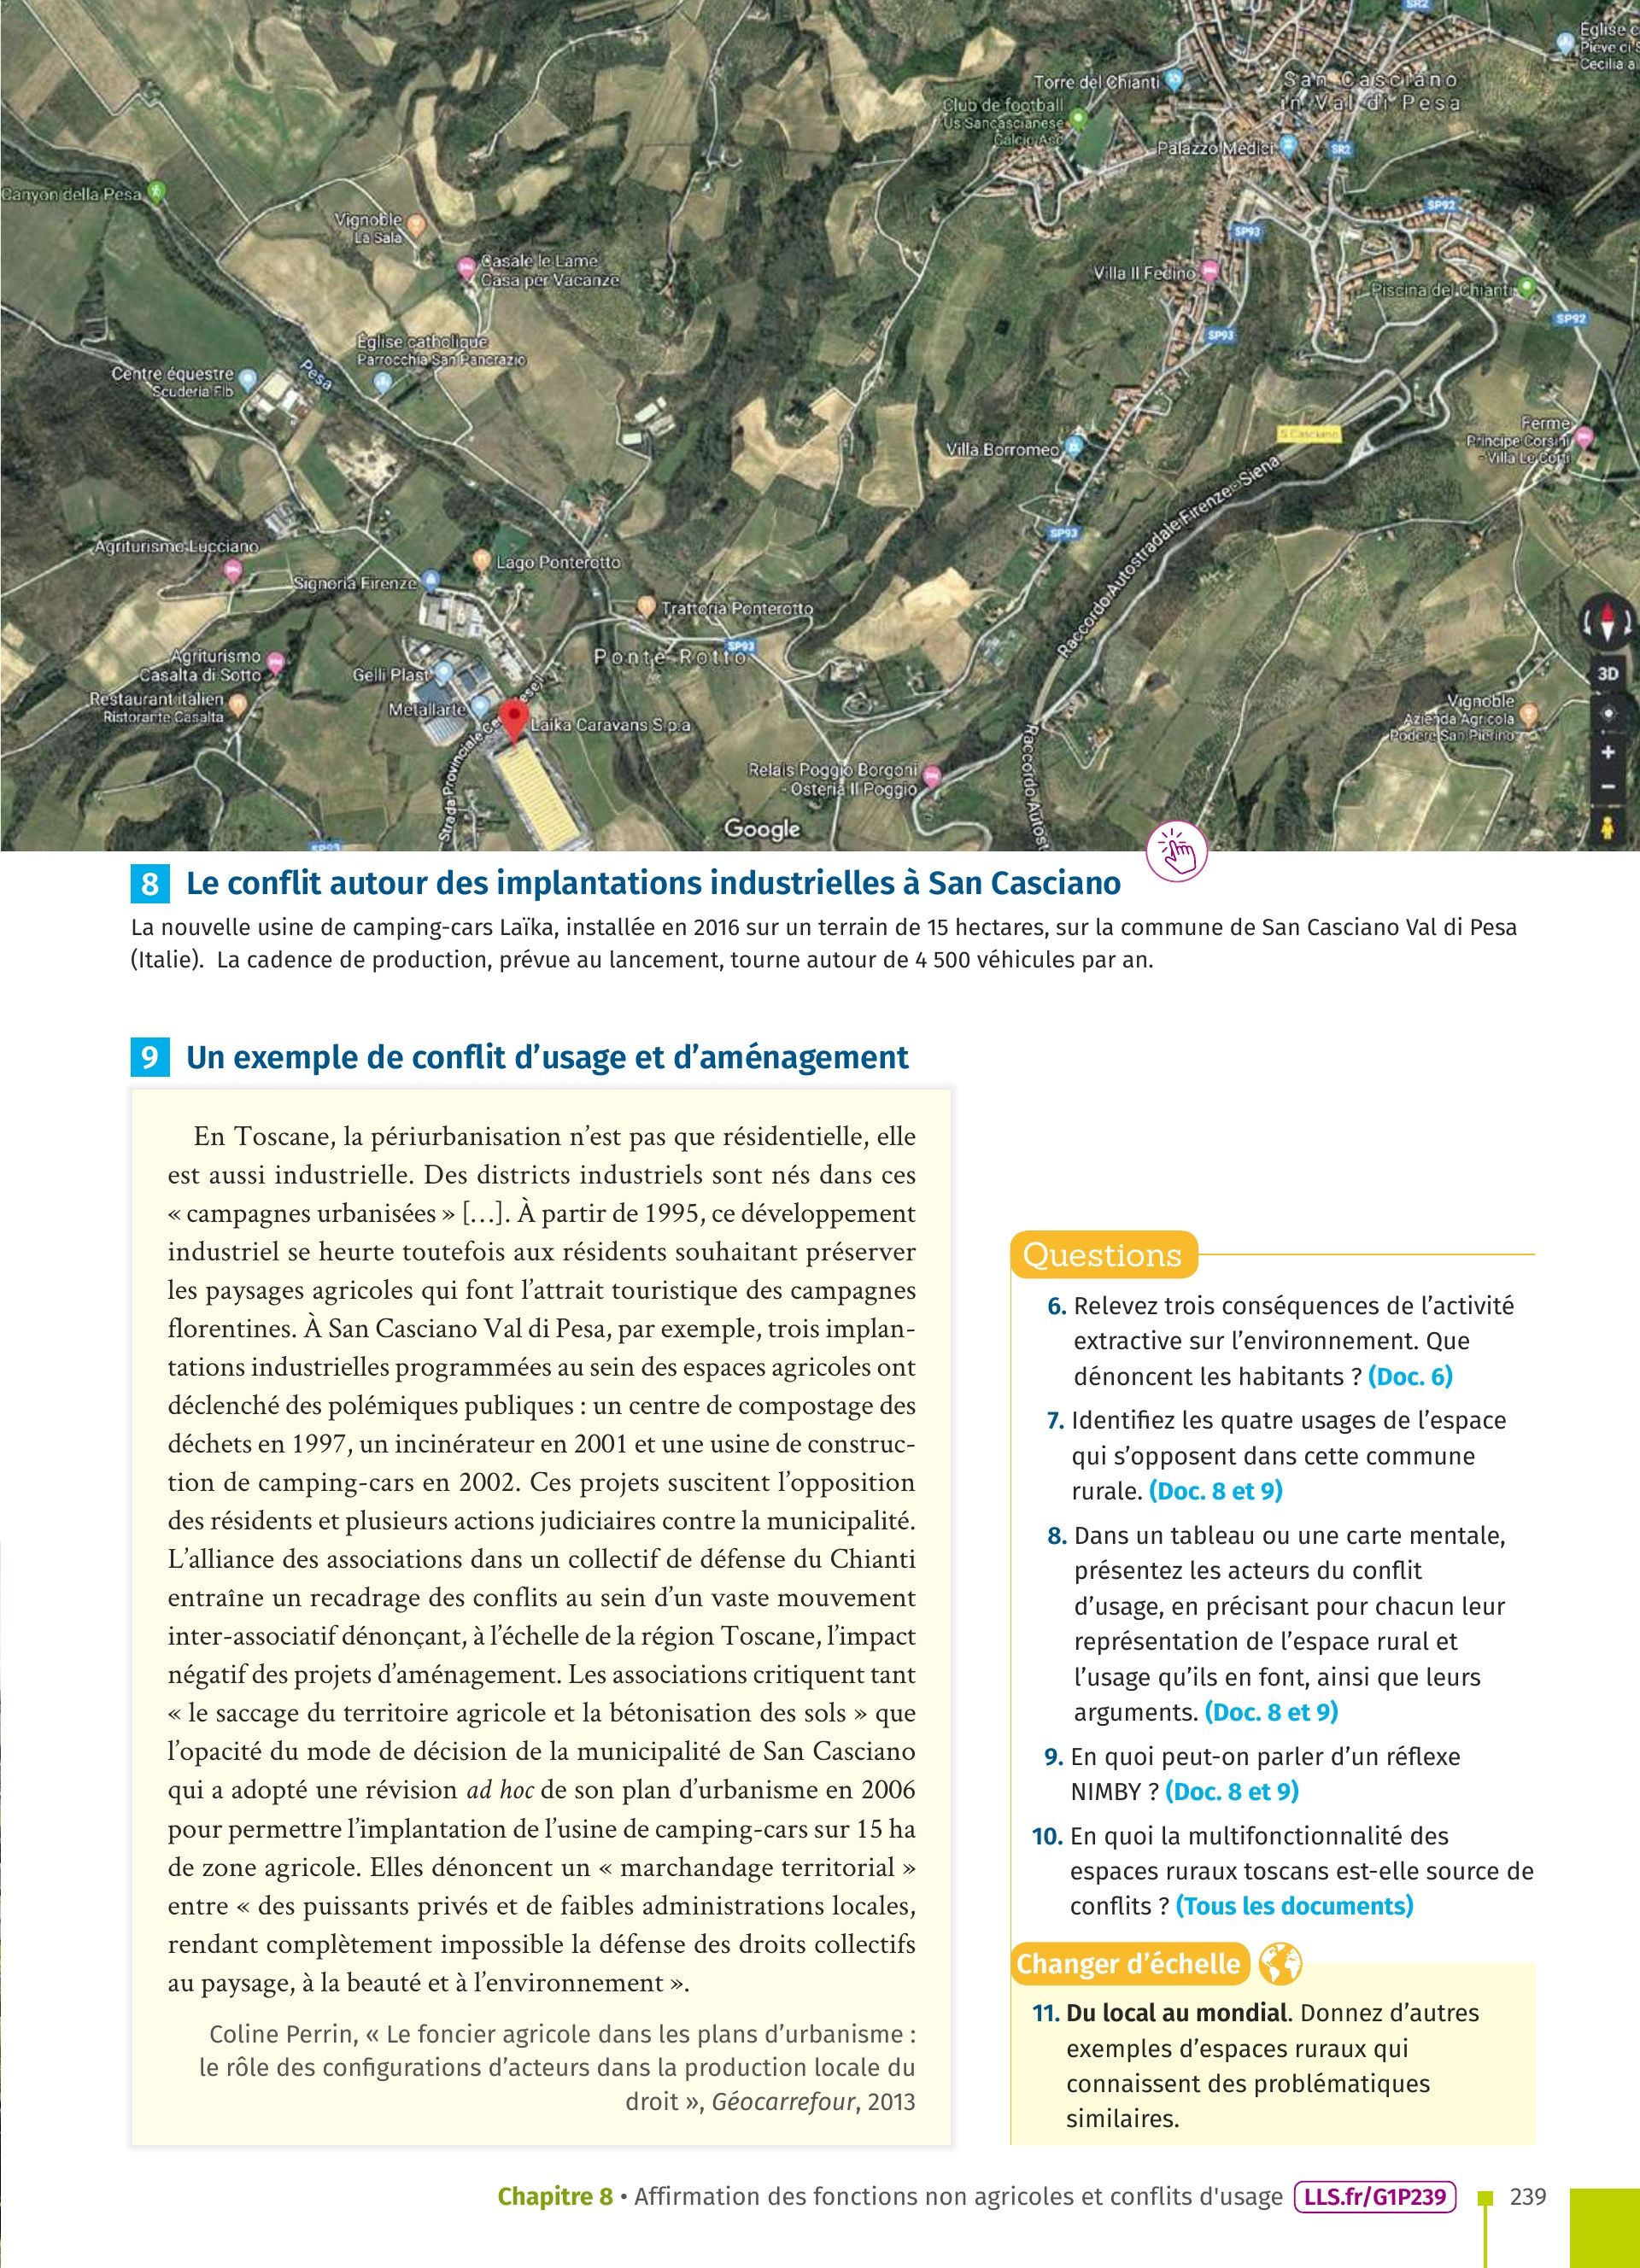 SR2
Église c
Pieve di S
Cecilia a
Torre del Chianti
San Casciano
in Val di Pesa
Club de football
Us Sancascianese
Calcio Asd
Palazzo Medici
SR2
Canyon della Pesa
SP92
Vignoble
La Sala
SP93
Casale le Lame
Casa per Vacanze
Villa Il Fedino
Piscina del Chianti
SP92
SP93
Église catholique
Parrocchia San Pancrazio
Pesa
Centre équestre
Scuderia Flb
S.Casciano
Ferme
Principe Corsini
- Villa Le Corti
Villa Borromeo
Raccordo Autostradale Firenze - Siena
SP93
Agriturismo Lucciano
Lago Ponterotto
Signoria Firenze
Trattoria Ponterotto
SP93
Ponte Rotto
Agriturismo
Casalta di Sotto
Gelli Plast
3D
Restaurant italien
Ristorante Casalta
Metallarte
Laika Caravans S.p.a
Vignoble
Azienda Agricola
Podere San Pierino
Strada Provinciale
Raccordo Autost
Relais Poggio Borgoni
- Osteria Il Poggio
Google
SP93
8 Le conflit autour des implantations industrielles à San Casciano
La nouvelle usine de camping-cars Laïka, installée en 2016 sur un terrain de 15 hectares, sur la commune de San Casciano Val di Pesa
(Italie). La cadence de production, prévue au lancement, tourne autour de 4 500 véhicules par an.
9 Un exemple de conflit d'usage et d'aménagement
En Toscane, la périurbanisation n'est pas que résidentielle, elle
est aussi industrielle. Des districts industriels sont nés dans ces
« campagnes urbanisées » […]. À partir de 1995, ce développement
industriel se heurte toutefois aux résidents souhaitant préserver
les paysages agricoles qui font l'attrait touristique des campagnes
florentines. À San Casciano Val di Pesa, par exemple, trois implan-
tations industrielles programmées au sein des espaces agricoles ont
déclenché des polémiques publiques : un centre de compostage des
déchets en 1997, un incinérateur en 2001 et une usine de construc-
tion de camping-cars en 2002. Ces projets suscitent l'opposition
des résidents et plusieurs actions judiciaires contre la municipalité.
L'alliance des associations dans un collectif de défense du Chianti
entraîne un recadrage des conflits au sein d'un vaste mouvement
inter-associatif dénonçant, à l'échelle de la région Toscane, l'impact
négatif des projets d'aménagement. Les associations critiquent tant
« le saccage du territoire agricole et la bétonisation des sols » que
l'opacité du mode de décision de la municipalité de San Casciano
qui a adopté une révision ad hoc de son plan d'urbanisme en 2006
pour permettre l'implantation de l'usine de camping-cars sur 15 ha
de zone agricole. Elles dénoncent un « marchandage territorial »
entre « des puissants privés et de faibles administrations locales,
rendant complètement impossible la défense des droits collectifs
au paysage, à la beauté et à l'environnement ».
Coline Perrin, « Le foncier agricole dans les plans d'urbanisme :
le rôle des configurations d'acteurs dans la production locale du
droit », Géocarrefour, 2013
Questions
6. Relevez trois conséquences de l'activité
extractive sur l'environnement. Que
dénoncent les habitants ? (Doc. 6)
7. Identifiez les quatre usages de l'espace
qui s'opposent dans cette commune
rurale. (Doc. 8 et 9)
8. Dans un tableau ou une carte mentale,
présentez les acteurs du conflit
d'usage, en précisant pour chacun leur
représentation de l'espace rural et
l'usage qu'ils en font, ainsi que leurs
arguments. (Doc. 8 et 9)
9. En quoi peut-on parler d'un réflexe
NIMBY ? (Doc. 8 et 9)
10. En quoi la multifonctionnalité des
espaces ruraux toscans est-elle source de
conflits ? (Tous les documents)
Changer d'échelle
11. Du local au mondial. Donnez d'autres
exemples d'espaces ruraux qui
connaissent des problématiques
similaires.
Chapitre 8 • Affirmation des fonctions non agricoles et conflits d'usage LLS.fr/G1P239 239